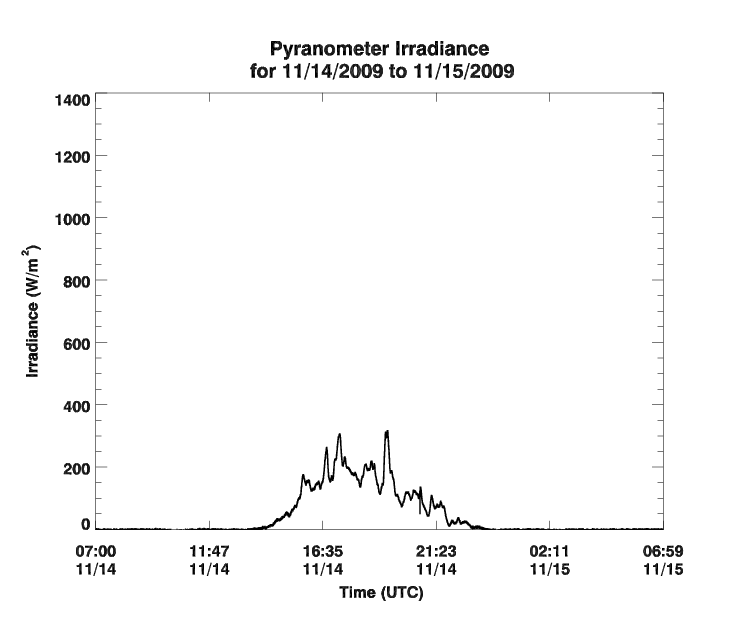 Pyranometer Irradiance
for 11/14/2009 to 11/15/2009
1400
1200
1000
800
600
400
200
0
Irradiance (W/m²)
07:00 11:47 16:35 21:23 02:11 06:59
11/14 11/14 11/14 11/14 11/15 11/15
Time (UTC)